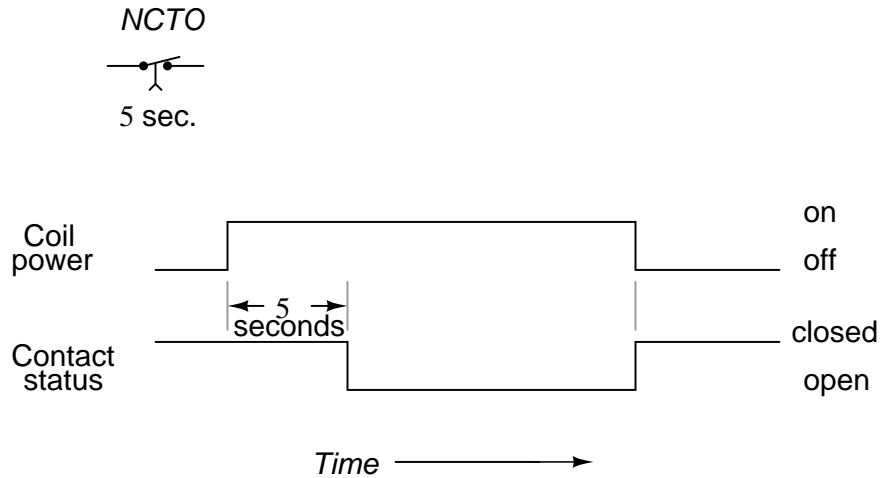 NCTO
5 sec.
on
Coil
power
off
5
seconds
closed
Contact
status
open
Time